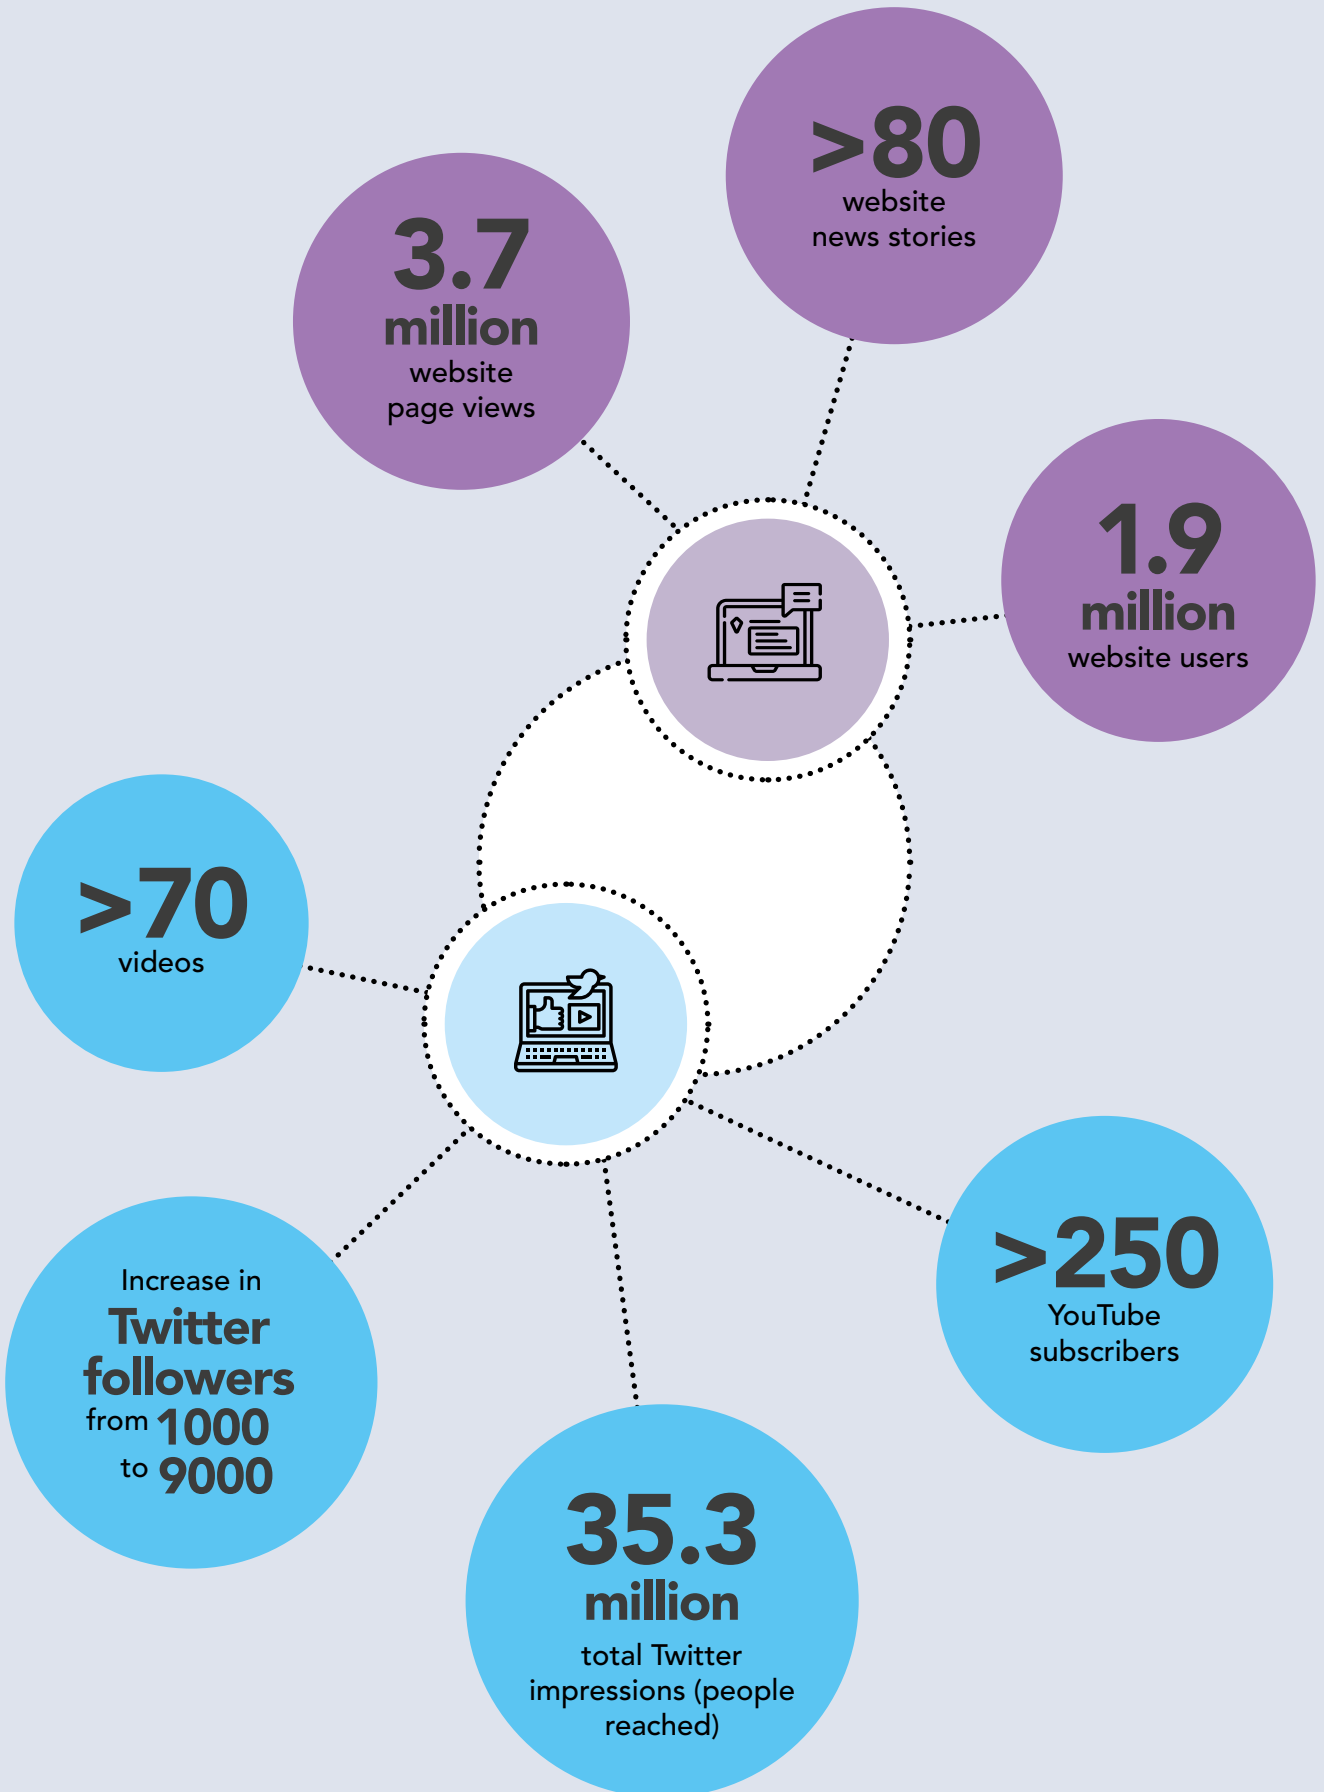 >80
website
news stories
3.7
million
website
page views
1.9
million
website users
>70
videos
>250
YouTube
subscribers
Increase in
Twitter
followers
from 1000
to 9000
35.3
million
total Twitter
impressions (people
reached)